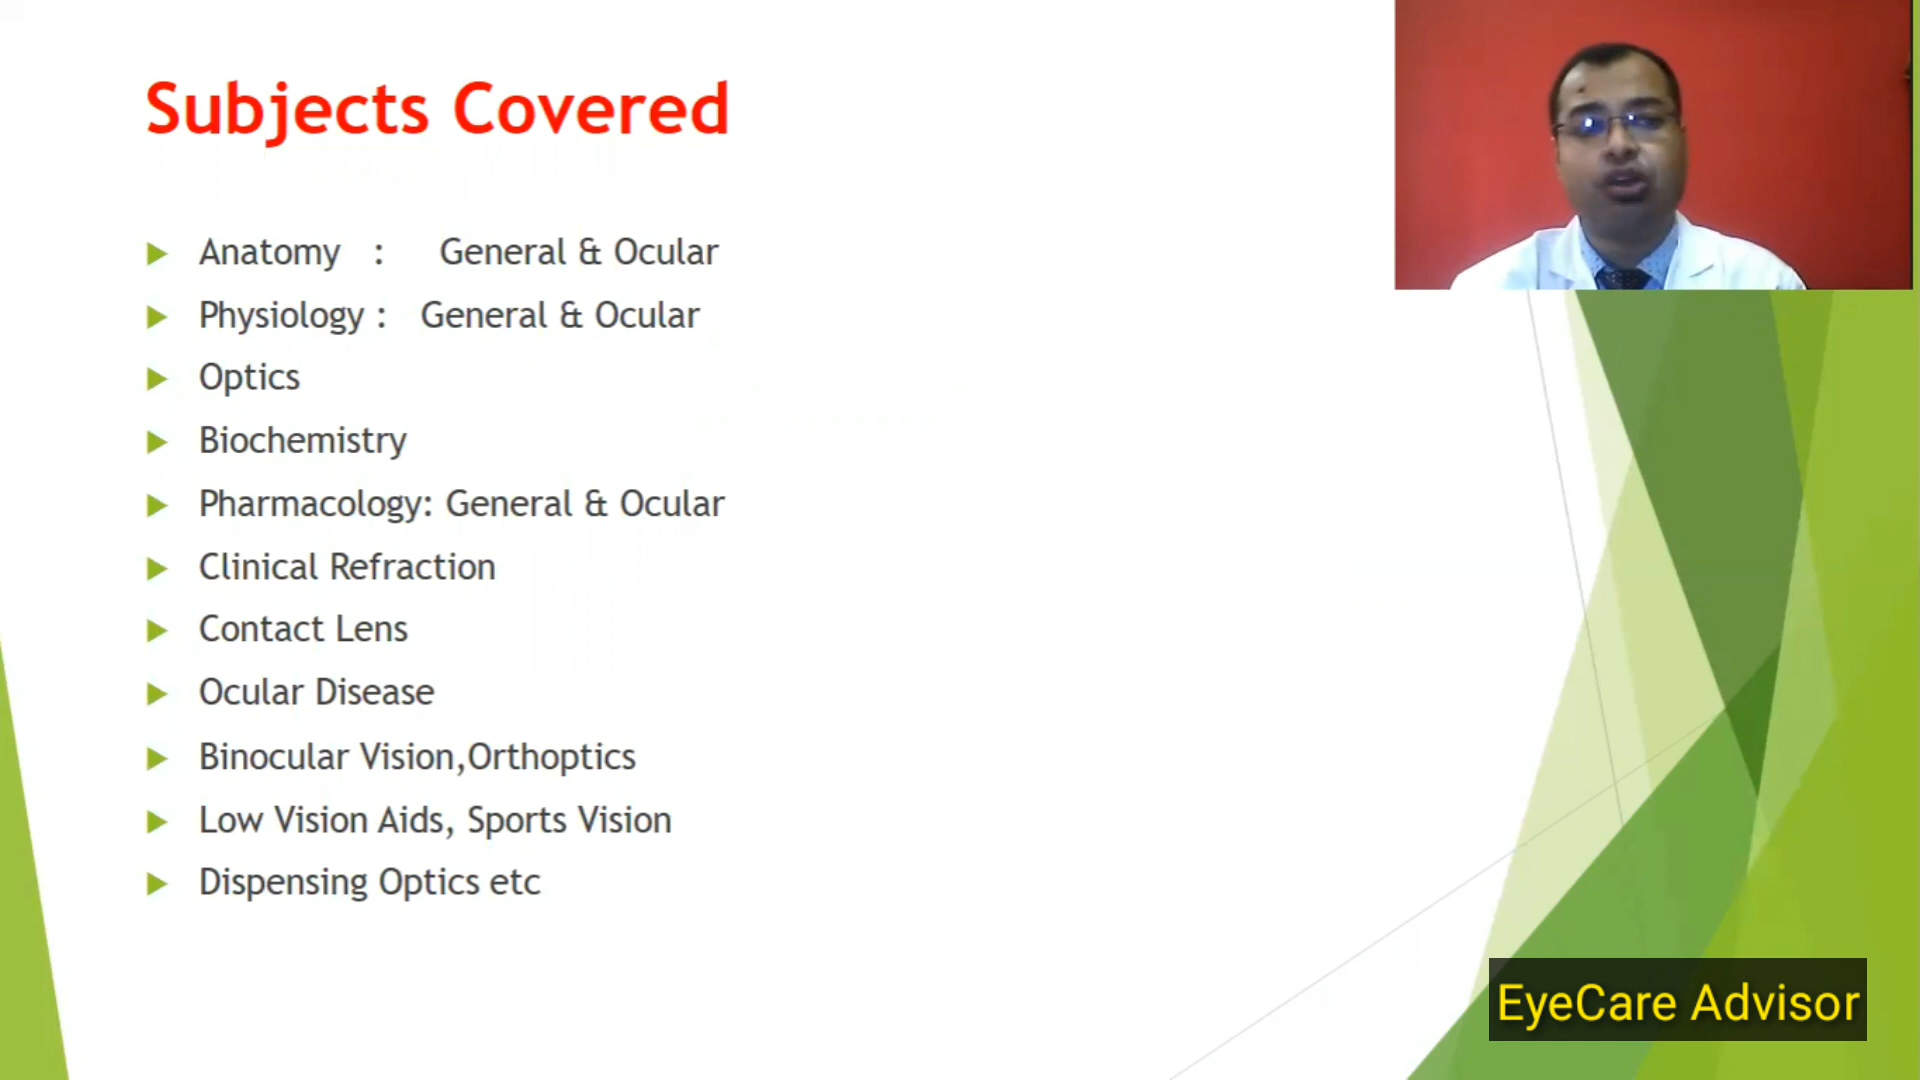 Subjects Covered
Anatomy : General & Ocular
Physiology : General & Ocular
Optics
Biochemistry
Pharmacology: General & Ocular
Clinical Refraction
Contact Lens
Ocular Disease
Binocular Vision,Orthoptics
Low Vision Aids, Sports Vision
Dispensing Optics etc
EyeCare Advisor